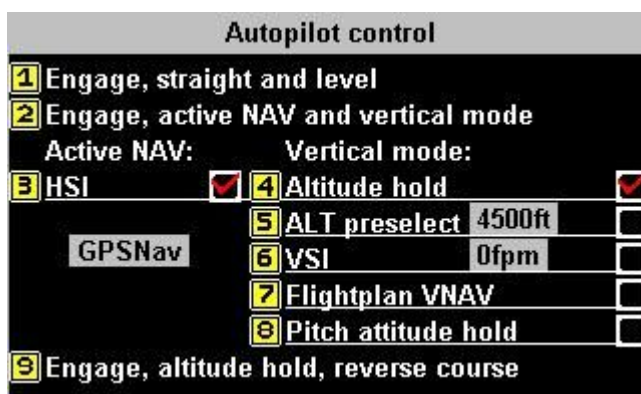 Autopilot control
1 Engage, straight and level
2 Engage, active NAV and vertical mode
Active NAV: Vertical mode:
3 HSI 4 Altitude hold
5 ALT preselect 4500ft
GPSNav 6 VSI 0fpm
7 Flightplan VNAV
8 Pitch attitude hold
9 Engage, altitude hold, reverse course